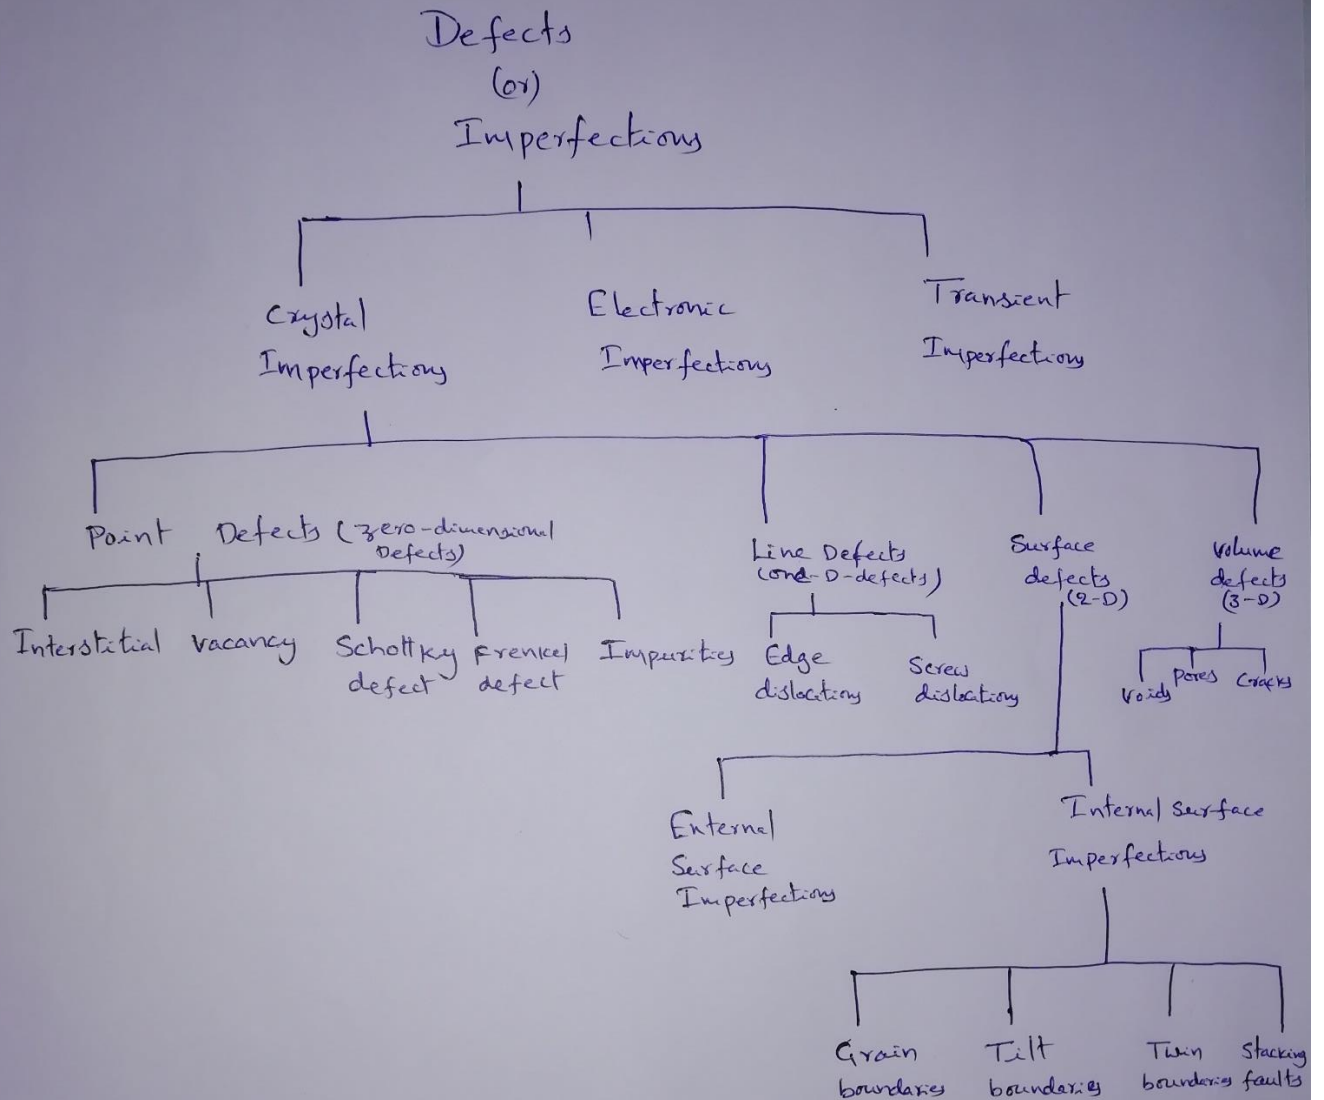 Defects
(or)
Imperfections
Crystal
Imperfections
Electronic
Imperfections
Transient
Imperfections
Point Defects (zero-dimensional
Defects)
Line Defects
(one-D-defects)
Surface
defects
(2-D)
Volume
defects
(3-D)
Interstitial
vacancy
Schottky
defect
Frenkel
defect
Impurities
Edge
dislocations
Screw
dislocations
Voids
Pores
Cracks
External
Surface
Imperfections
Internal Surface
Imperfections
Grain
boundaries
Tilt
boundaries
Twin
boundaries
Stacking
faults